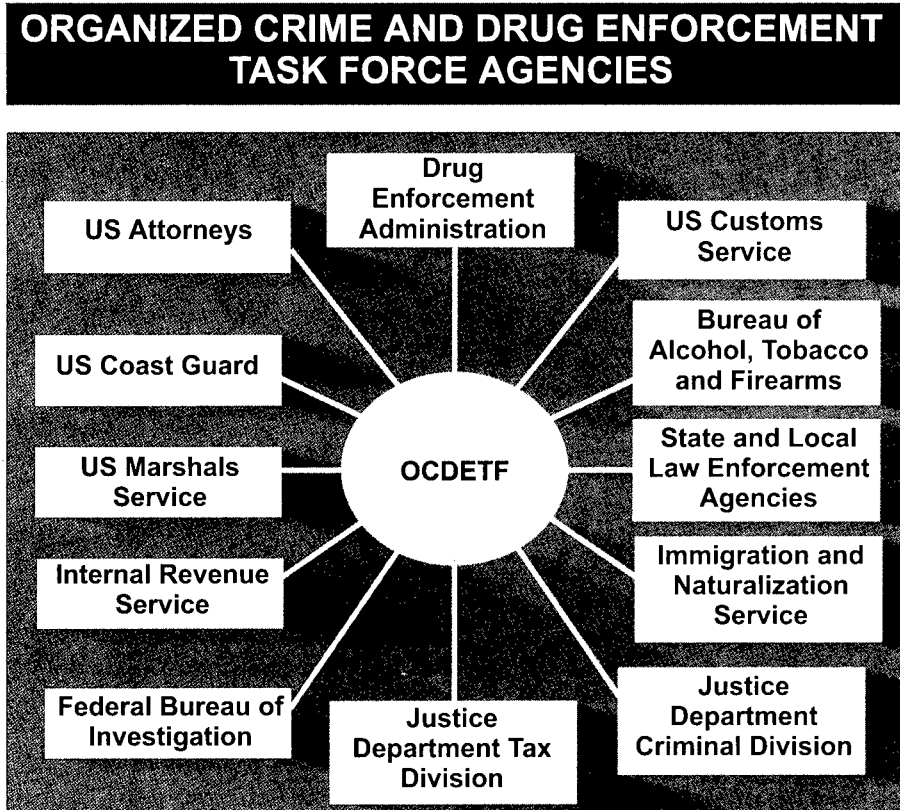 ORGANIZED CRIME AND DRUG ENFORCEMENT
TASK FORCE AGENCIES
Drug
Enforcement
Administration
US Attorneys
US Customs
Service
US Coast Guard
Bureau of
Alcohol, Tobacco
and Firearms
US Marshals
Service
OCDETF
State and Local
Law Enforcement
Agencies
Internal Revenue
Service
Immigration and
Naturalization
Service
Federal Bureau of
Investigation
Justice
Department Tax
Division
Justice
Department
Criminal Division